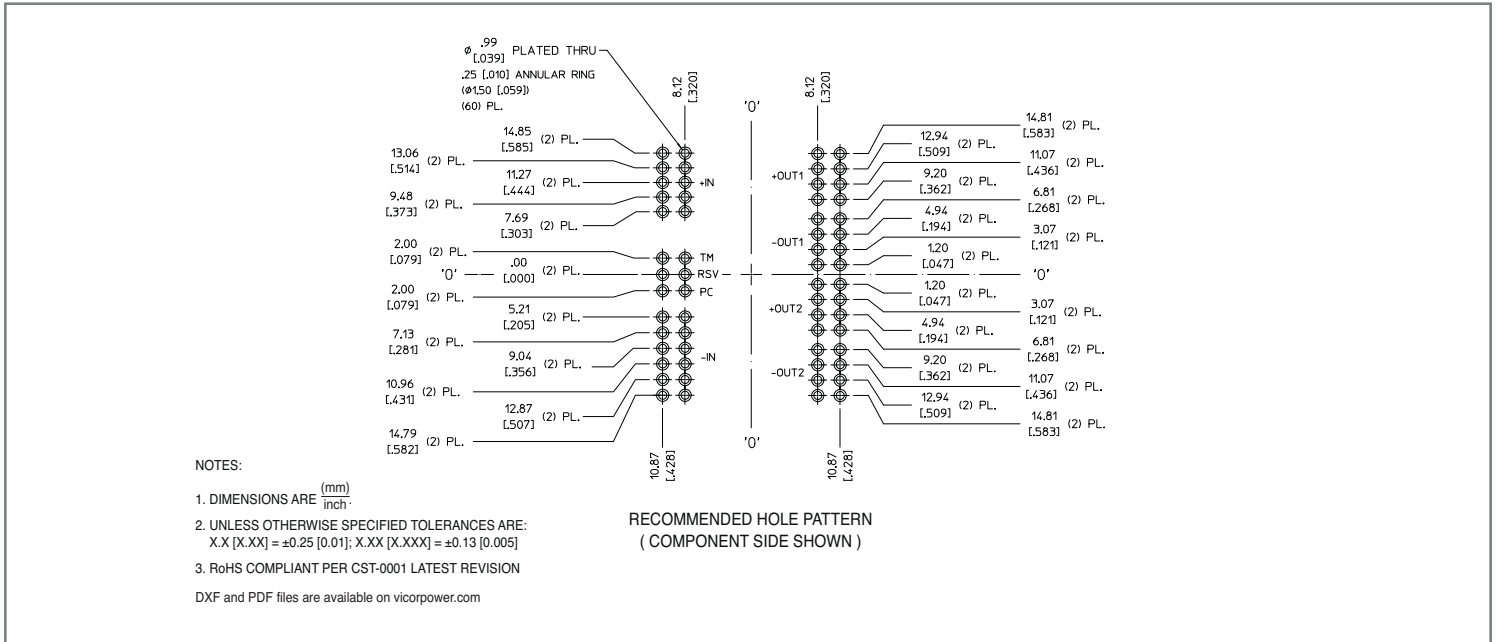 Ø .99 PLATED THRU
[.039]
.25 [.010] ANNULAR RING
(Ø1.50 [.059])
(60) PL.
8.12
[.320]
'0'
8.12
[.320]
14.85 (2) PL.
[.585]
13.06 (2) PL.
[.514]
11.27 (2) PL.
[.444]
9.48 (2) PL.
[.373]
7.69 (2) PL.
[.303]
2.00 (2) PL.
[.079]
'0' .00 (2) PL.
[.000]
2.00 (2) PL.
[.079]
5.21 (2) PL.
[.205]
7.13 (2) PL.
[.281]
9.04 (2) PL.
[.356]
10.96 (2) PL.
[.431]
12.87 (2) PL.
[.507]
14.79 (2) PL.
[.582]
+IN
TM
RSV
PC
-IN
10.87
[.428]
'0'
10.87
[.428]
+OUT1
-OUT1
+OUT2
-OUT2
14.81 (2) PL.
[.583]
12.94 (2) PL.
[.509]
11.07 (2) PL.
[.436]
9.20 (2) PL.
[.362]
6.81 (2) PL.
[.268]
4.94 (2) PL.
[.194]
3.07 (2) PL.
[.121]
1.20 (2) PL.
[.047]
'0'
1.20 (2) PL.
[.047]
3.07 (2) PL.
[.121]
4.94 (2) PL.
[.194]
6.81 (2) PL.
[.268]
9.20 (2) PL.
[.362]
11.07 (2) PL.
[.436]
12.94 (2) PL.
[.509]
14.81 (2) PL.
[.583]
NOTES:
1. DIMENSIONS ARE (mm)
inch.
2. UNLESS OTHERWISE SPECIFIED TOLERANCES ARE:
X.X [X.XX] = ±0.25 [0.01]; X.XX [X.XXX] = ±0.13 [0.005]
3. RoHS COMPLIANT PER CST-0001 LATEST REVISION
DXF and PDF files are available on vicorpower.com
RECOMMENDED HOLE PATTERN
( COMPONENT SIDE SHOWN )